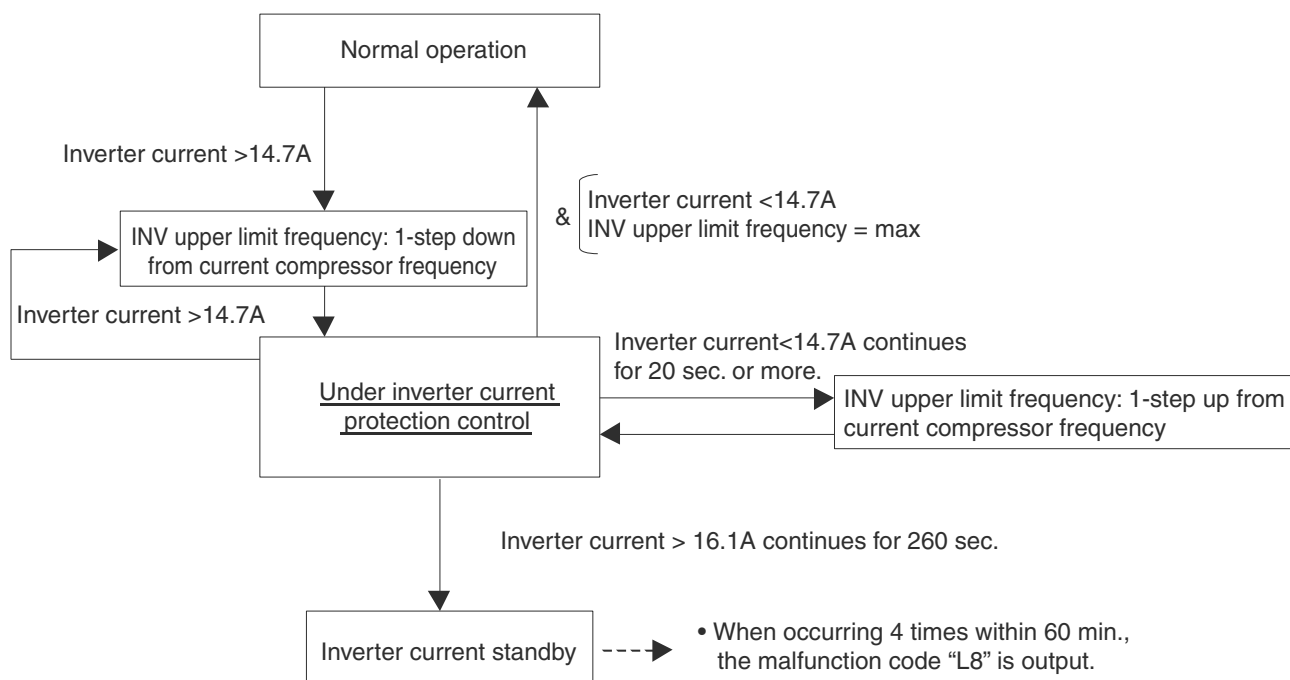 Normal operation
Inverter current >14.7A
&
Inverter current <14.7A
INV upper limit frequency = max
INV upper limit frequency: 1-step down
from current compressor frequency
Inverter current >14.7A
Under inverter current
protection control
Inverter current<14.7A continues
for 20 sec. or more.
INV upper limit frequency: 1-step up from
current compressor frequency
Inverter current > 16.1A continues for 260 sec.
Inverter current standby
• When occurring 4 times within 60 min.,
the malfunction code “L8” is output.